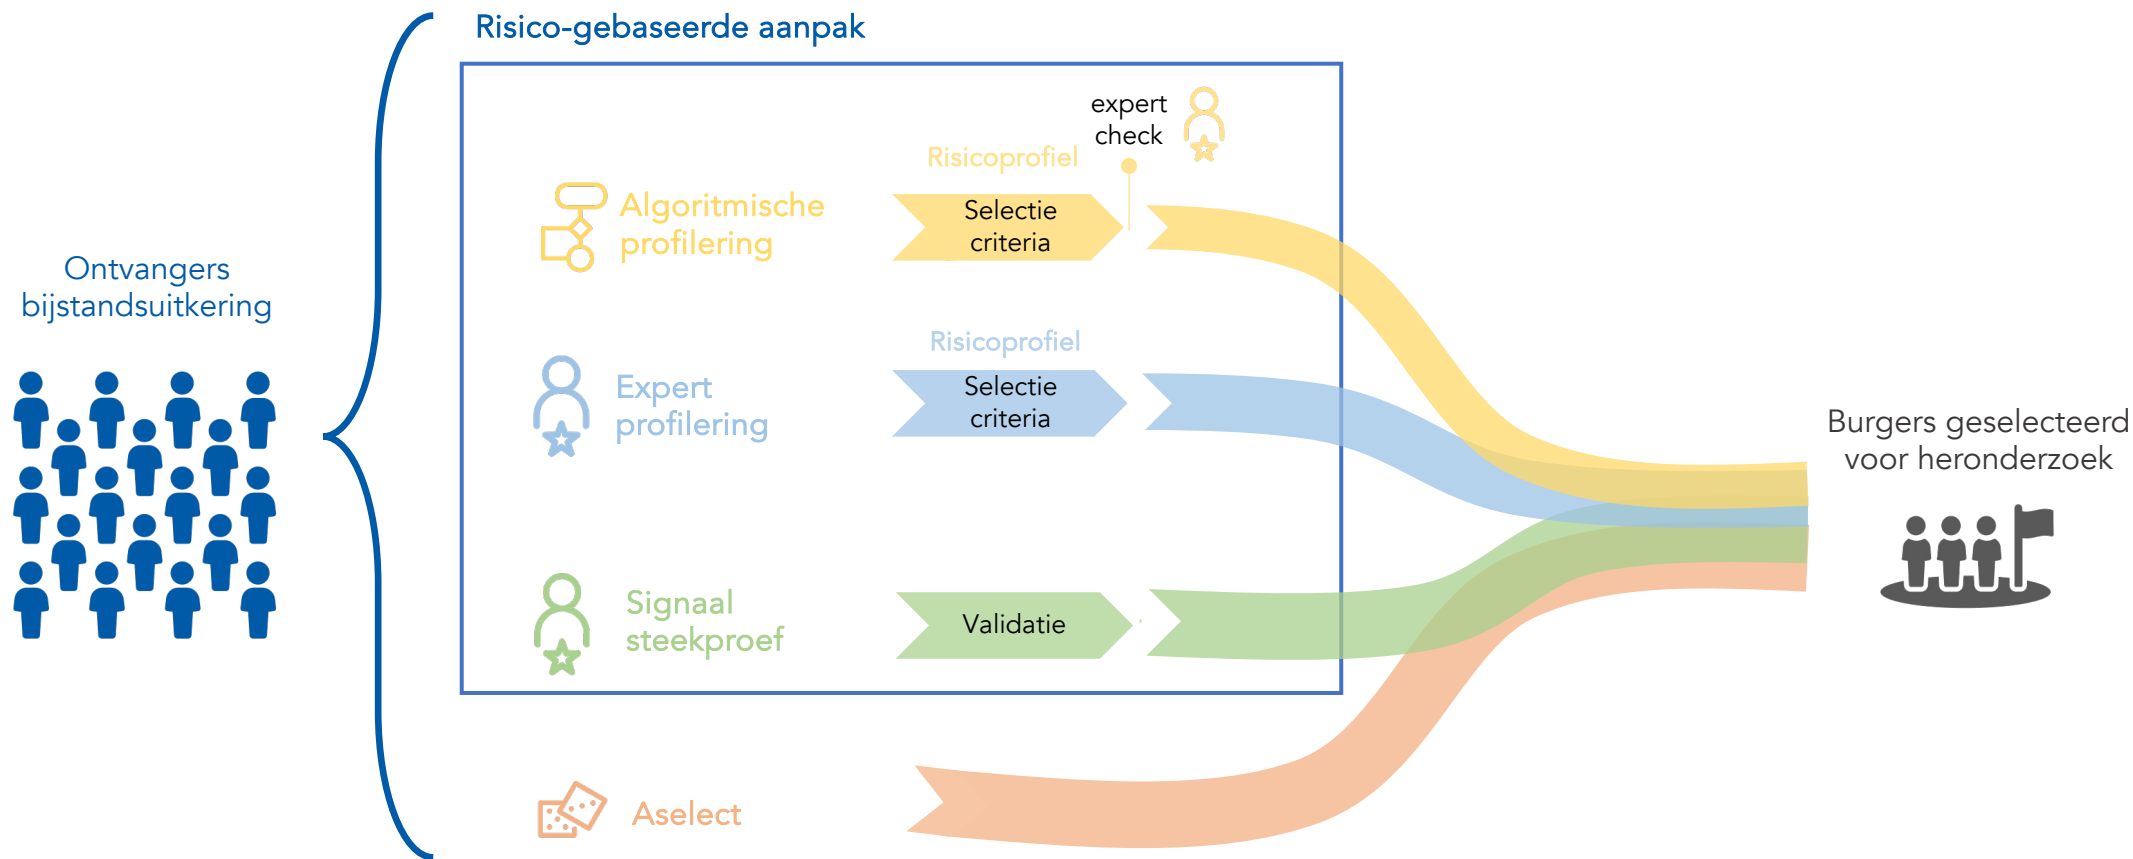 Risico-gebaseerde aanpak
Ontvangers
bijstandsuitkering
expert
check
Risicoprofiel
Algoritmische
profilering
Selectie
criteria
Risicoprofiel
Expert
profilering
Selectie
criteria
Signaal
steekproef
Validatie
Aselect
Burgers geselecteerd
voor heronderzoek